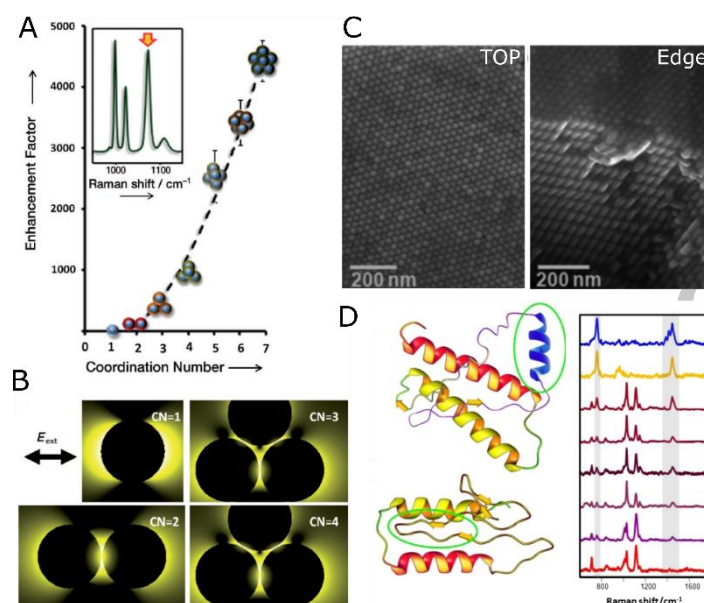 A
5000
4000
3000
2000
1000
0
0 1 2 3 4 5 6 7
Enhancement Factor
Coordination Number
1000 1100
Raman shift / cm⁻¹
B
E ext
CN=1
CN=3
CN=2
CN=4
C
TOP
Edge
200 nm
200 nm
D
800 1200 1600
Raman shift/cm⁻¹